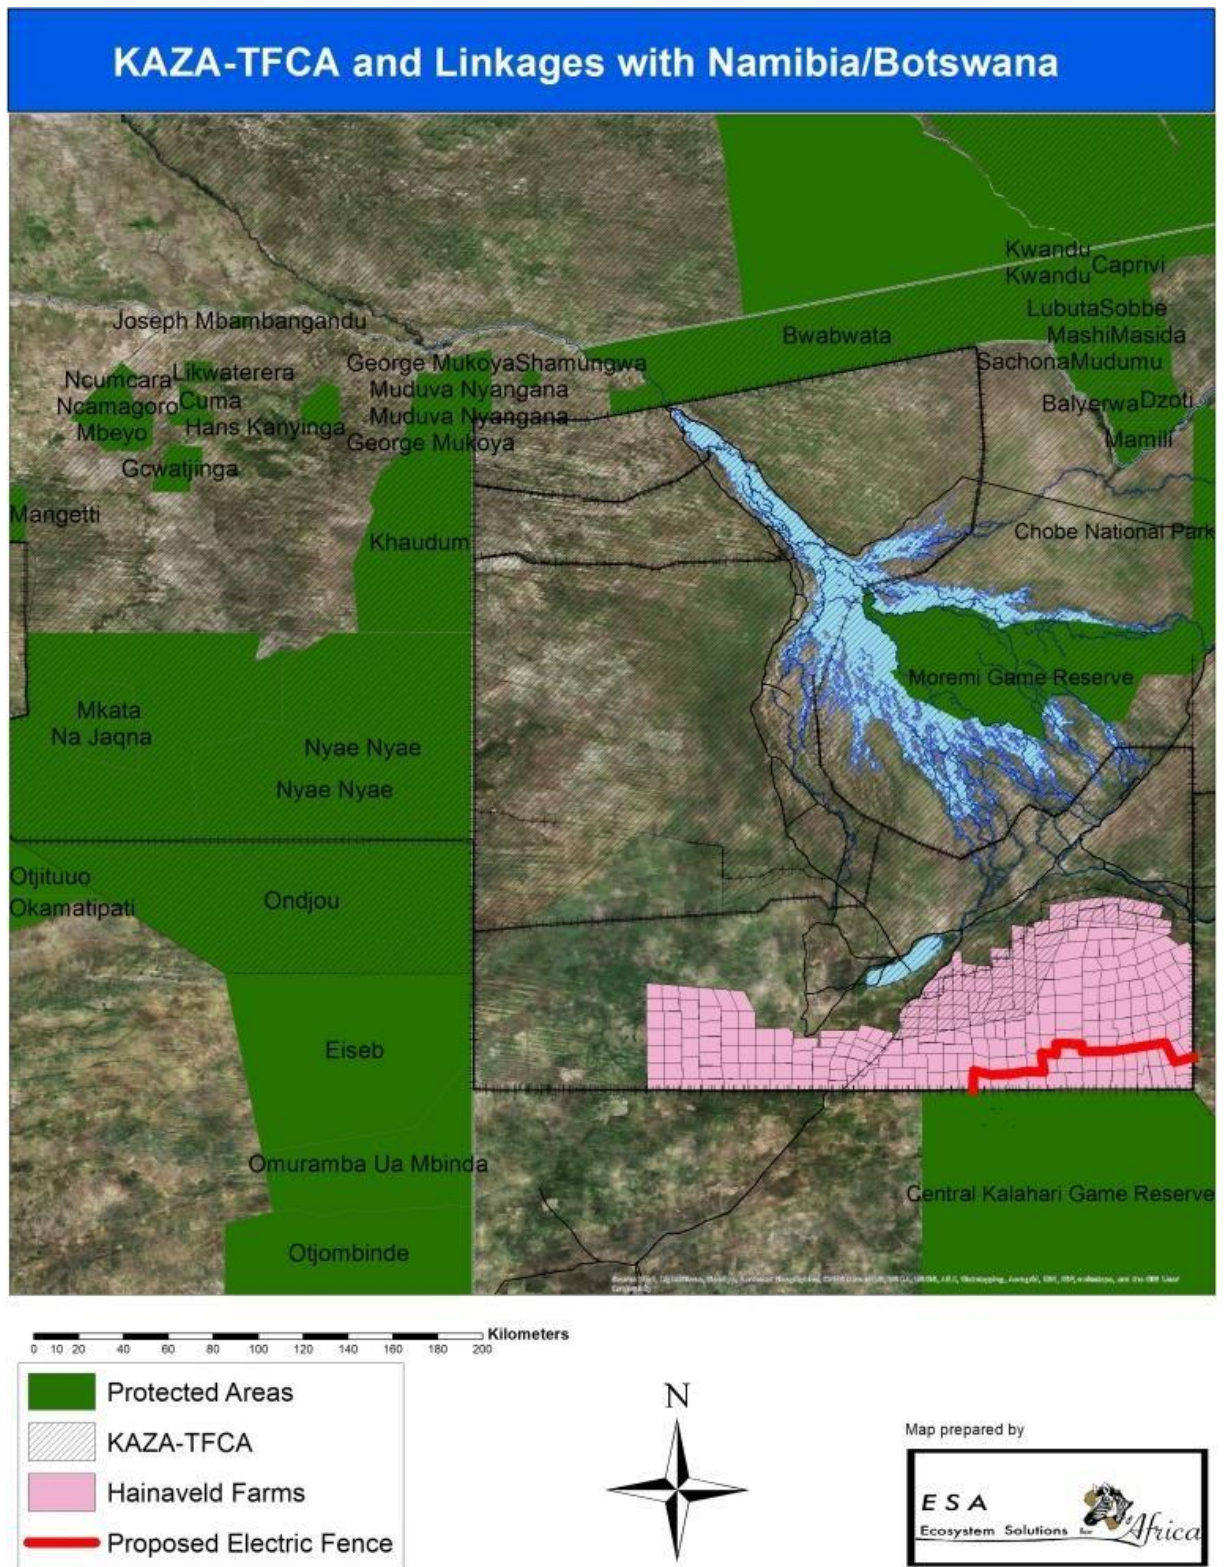 KAZA-TFCA and Linkages with Namibia/Botswana
Kwandu
Kwandu
Caprivi
LubutaSobbe
Joseph Mbambangandu
Bwabwata
MashiMasida
George MukoyaShamungwa
SachonaMudumu
Ncumcara
Likwaterera
Muduva Nyangana
Ncamagoro
Cuma
Balyerwa
Dzoti
Muduva Nyangana
Mbeyo
Hans Kanyinga
George Mukoya
Mamili
Gcwatjinga
Mangetti
Khaudum
Chobe National Park
Moremi Game Reserve
Mkata
Na Jaqna
Nyae Nyae
Nyae Nyae
Otjituuo
Okamatipati
Ondjou
Eiseb
Omuramba Ua Mbinda
Central Kalahari Game Reserve
Otjombinde
Kilometers
0 10 20 40 60 80 100 120 140 160 180 200
Protected Areas
KAZA-TFCA
Hainaveld Farms
Proposed Electric Fence
N
Map prepared by
ESA
Ecosystem Solutions for Africa